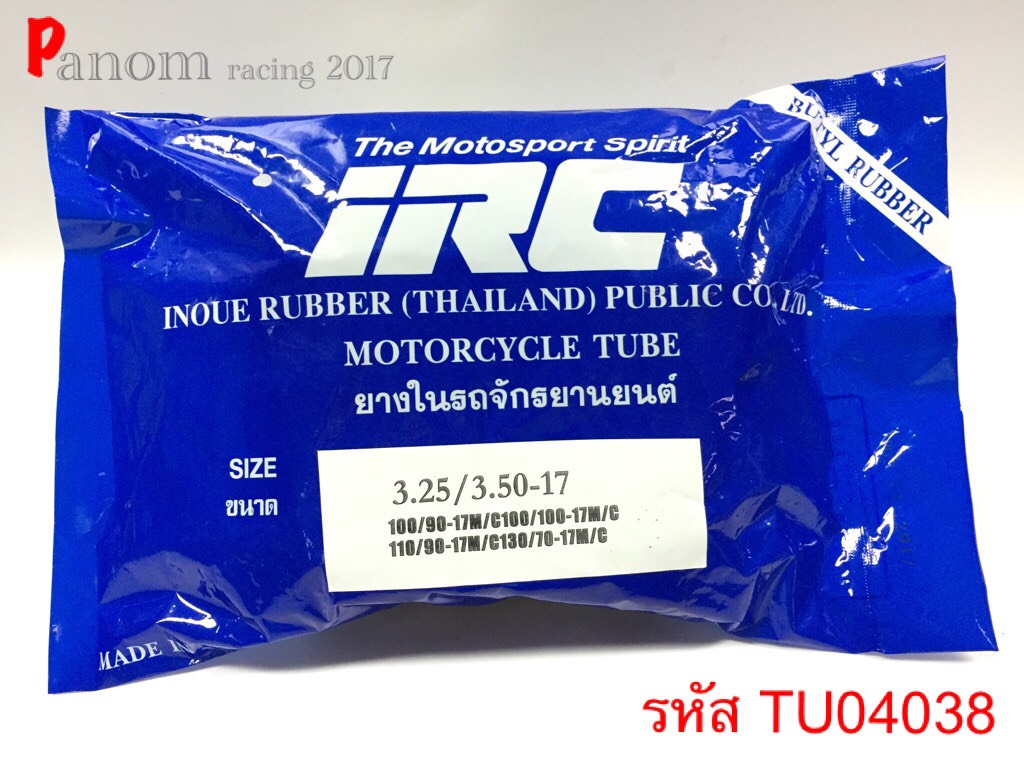 Panom racing 2017
The Motosport Spirit
BUTYL RUBBER
iRC
INOUE RUBBER (THAILAND) PUBLIC CO. LTD.
MOTORCYCLE TUBE
ยางในรถจักรยานยนต์
SIZE
ขนาด
3.25/3.50-17
100/90-17M/C100/100-17M/C
110/90-17M/C130/70-17M/C
MADE IN
รหัส TU04038